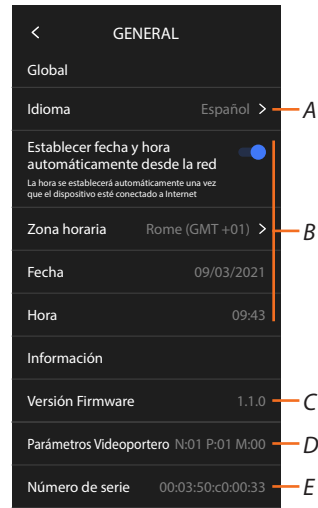 GENERAL
Global
Idioma Español A
Establecer fecha y hora
automáticamente desde la red
La hora se establecerá automáticamente una vez
que el dispositivo esté conectado a Internet
B
Zona horaria Rome (GMT +01)
Fecha 09/03/2021
Hora 09:43
Información
Versión Firmware 1.1.0 C
Parámetros Videoportero N:01 P:01 M:00 D
Número de serie 00:03:50:c0:00:33 E